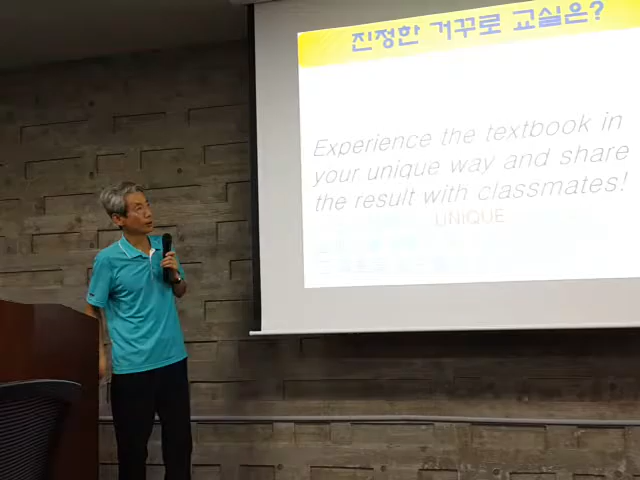 진정한 거꾸로 교실은?
Experience the textbook in
your unique way and share
the result with classmates!
UNIQUE